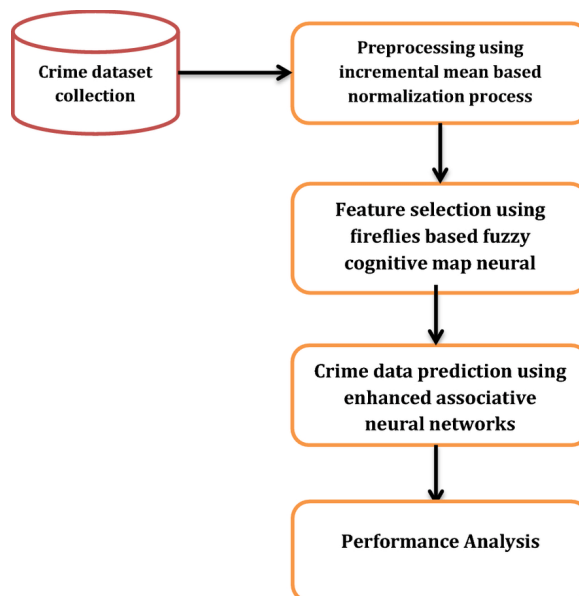 Crime dataset
collection
Preprocessing using
incremental mean based
normalization process
Feature selection using
fireflies based fuzzy
cognitive map neural
Crime data prediction using
enhanced associative
neural networks
Performance Analysis